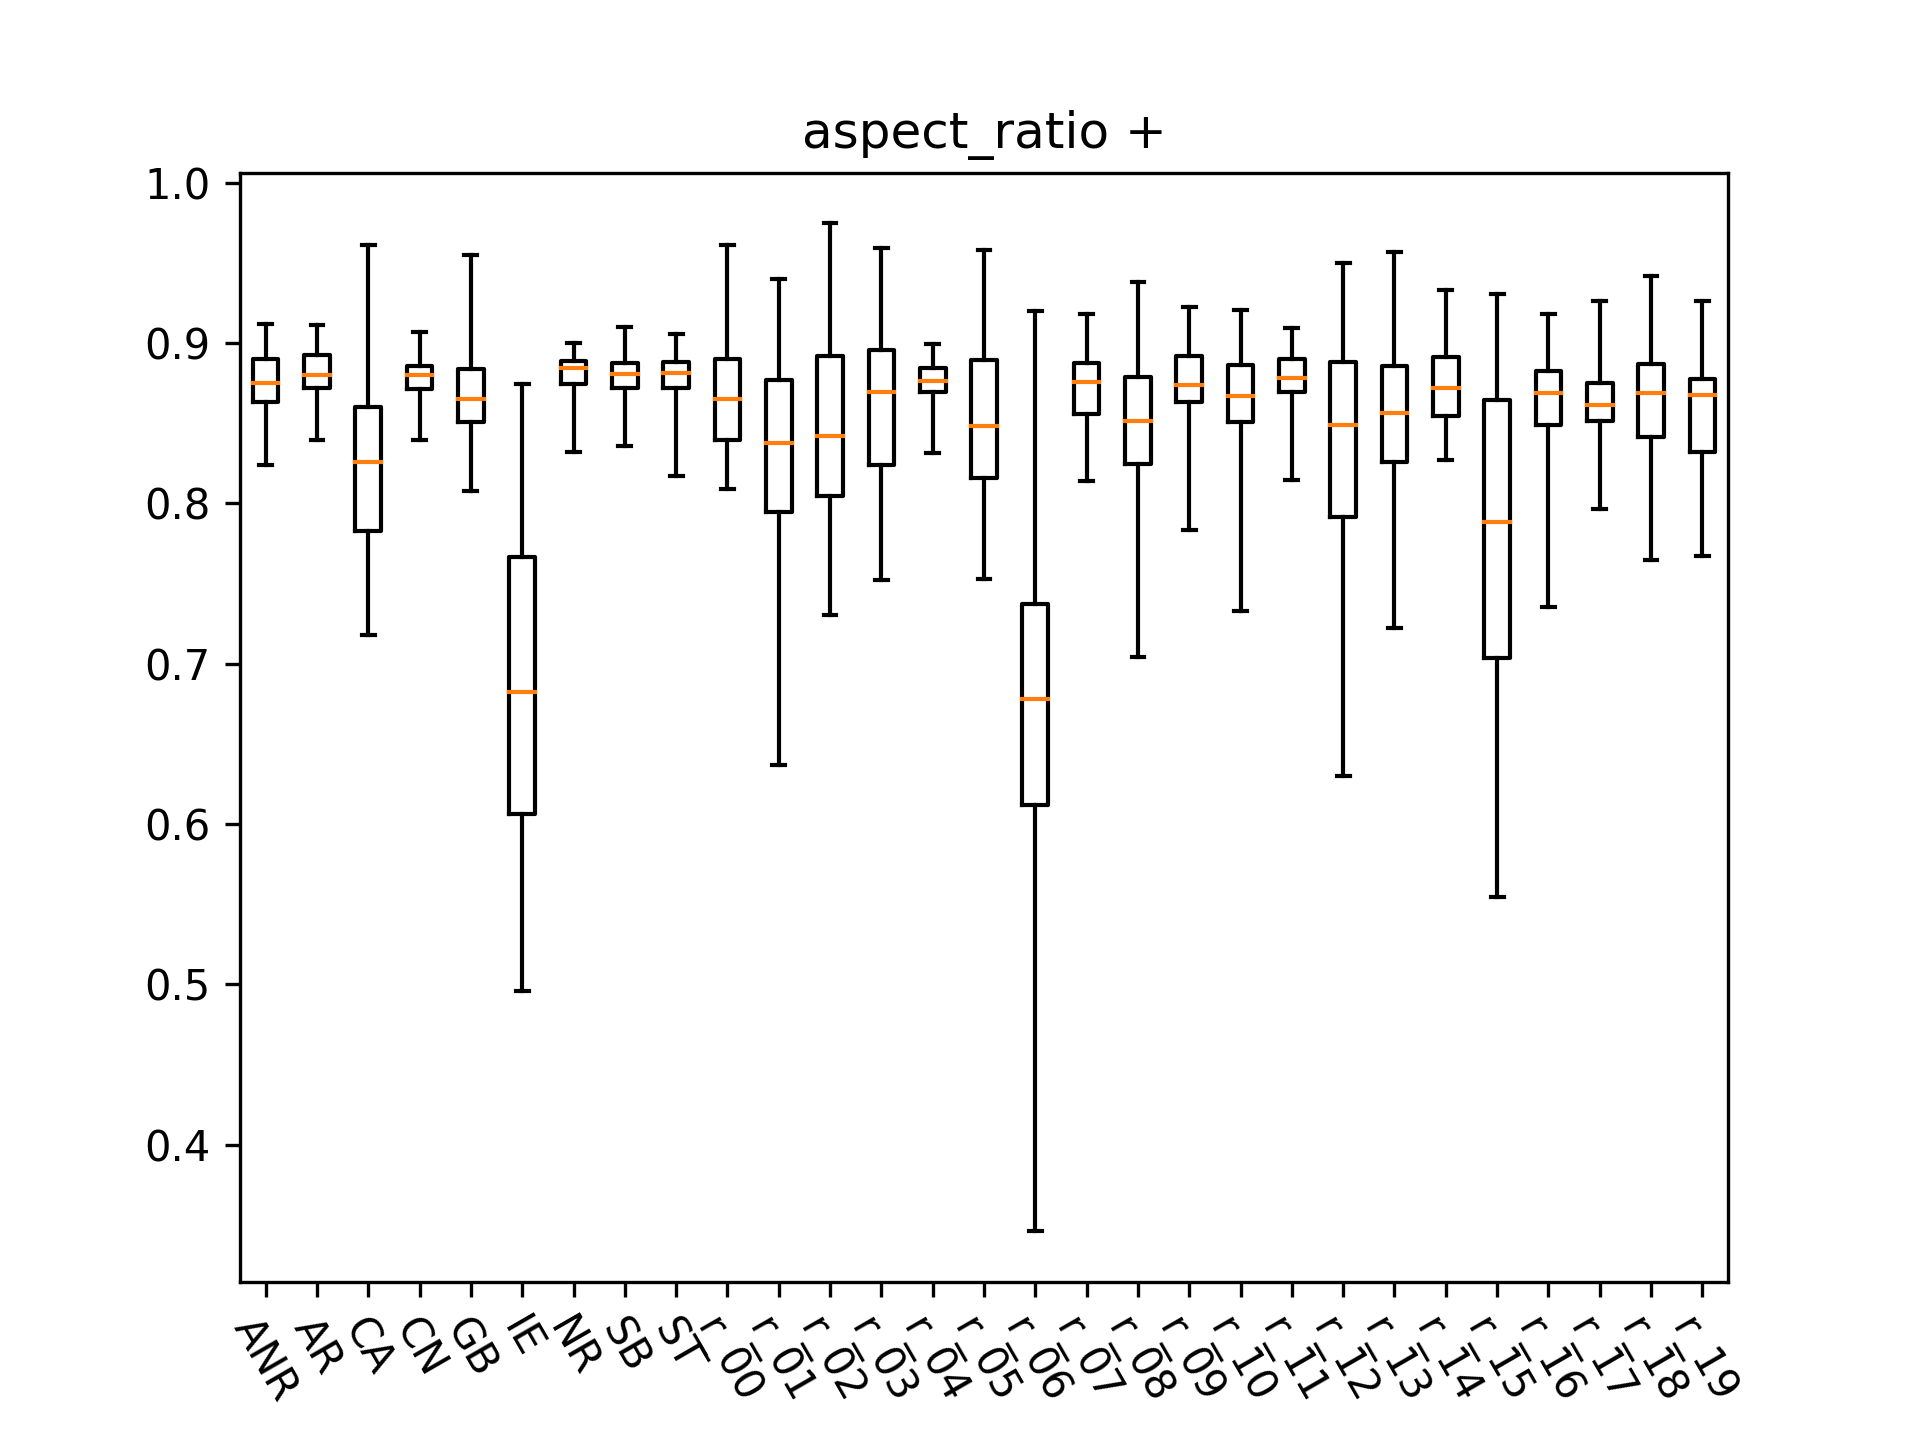 aspect_ratio +
1.0
0.9
0.8
0.7
0.6
0.5
0.4
ANR
AR
CA
CN
GB
IE
NR
SB
ST
r_00
r_01
r_02
r_03
r_04
r_05
r_06
r_07
r_08
r_09
r_10
r_11
r_12
r_13
r_14
r_15
r_16
r_17
r_18
r_19